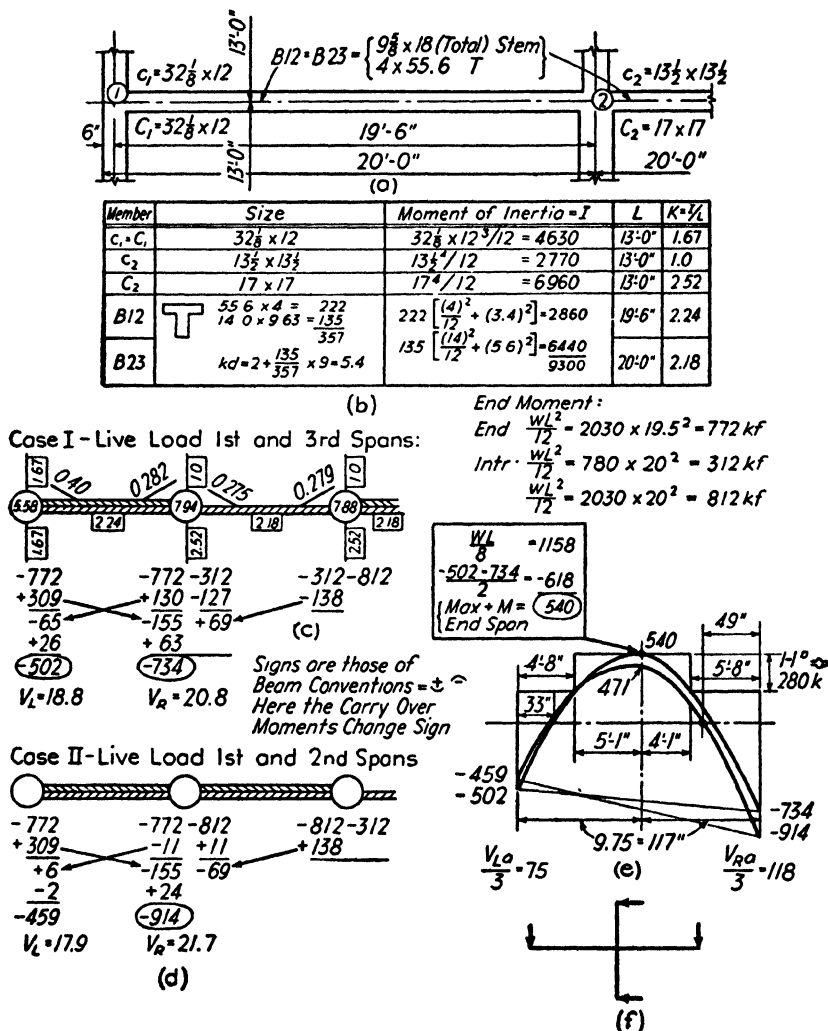 c₁ = 32⅛ x 12
13'-0"
B12 = B23 = { 9⅝ x 18 (Total) Stem
4 x 55.6 T }
c₂ = 13½ x 13½
1
2
6"
C₁ = 32⅛ x 12
13'-0"
19'-6"
C₂ = 17 x 17
20'-0"
20'-0"
(a)
Member Size Moment of Inertia = I L K = I/L
c₁ = C₁ 32⅛ x 12 32⅛ x 12³/12 = 4630 13'-0" 1.67
c₂ 13½ x 13½ 13½⁴/12 = 2770 13'-0" 1.0
C₂ 17 x 17 17⁴/12 = 6960 13'-0" 2.52
B12 55 6 x 4 = 222 222 [(4)²/12 + (3.4)²] = 2860 19'-6" 2.24
14 0 x 9 63 = 135
357
135 [(14)²/12 + (5 6)²] = 6440
B23 kd = 2 + 135/357 x 9 = 5.4 9300 20'-0" 2.18
(b)
End Moment:
End WL²/12 = 2030 x 19.5² = 772 kf
Intr. WL²/12 = 780 x 20² = 312 kf
WL²/12 = 2030 x 20² = 812 kf
Case I - Live Load 1st and 3rd Spans:
1.67 0.40 0.282 1.0 0.275 0.279 1.0
5.58 7.94 7.88
2.24 2.18 2.18
1.67 2.52 2.52
-772 -772 -312 -312 -812
+309 +130 -127 -138
-65 -155 +69
+26 +63
-502 -734
V_L = 18.8 V_R = 20.8
(c)
Signs are those of
Beam Conventions = ±
Here the Carry Over
Moments Change Sign
Case II - Live Load 1st and 2nd Spans
-772 -772 -812 -812 -312
+309 -11 +11 +138
+6 -155 -69
-2 +24
-459 -914
V_L = 17.9 V_R = 21.7
(d)
WL/8 = 1158
-502-734/2 = -618
Max + M = 540
End Span
540
49"
4'-8"
5'-8"
1-1"⌀ ⇒
280 k
471
33"
5'-1" 4'-1"
-459
-502
-734
-914
9.75 = 117"
V_La/3 = 75
(e)
V_Ra/3 = 118
(f)